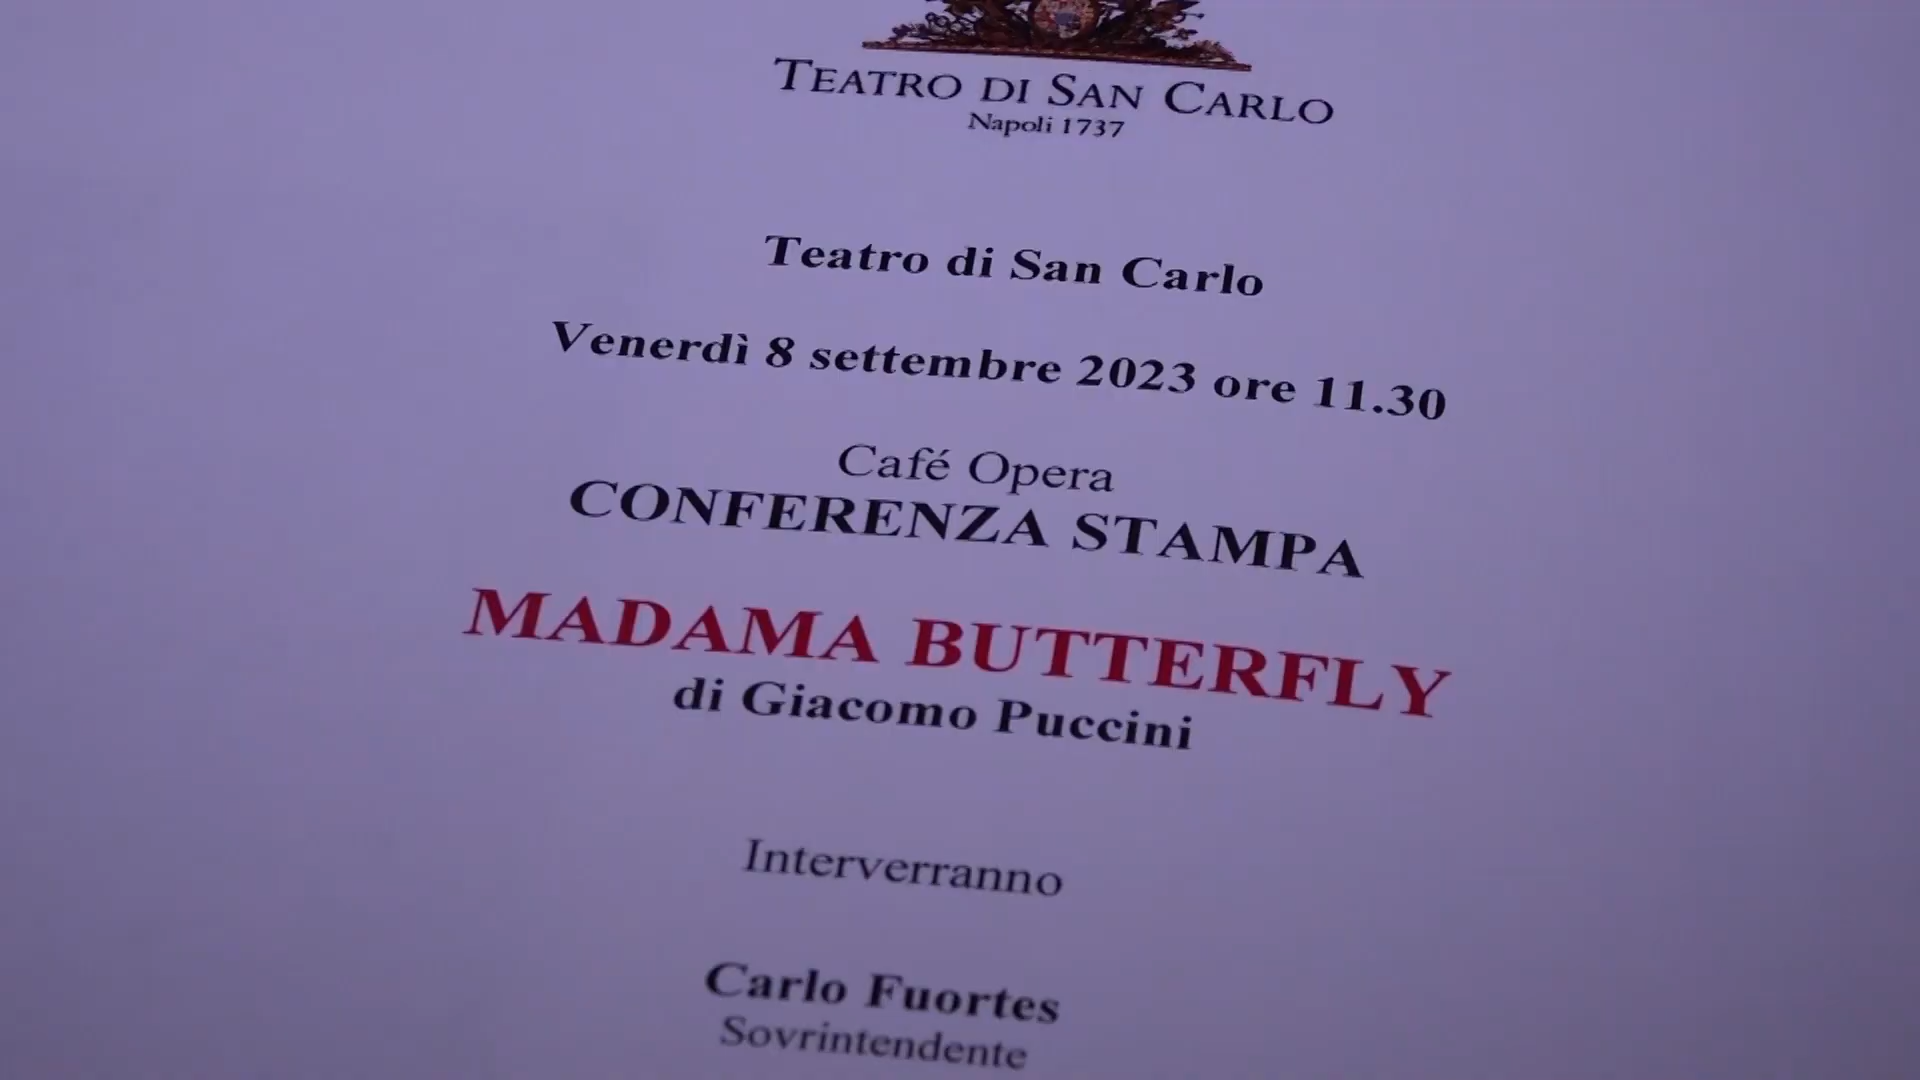 TEATRO DI SAN CARLO
Napoli 1737
Teatro di San Carlo
Venerdì 8 settembre 2023 ore 11.30
Café Opera
CONFERENZA STAMPA
MADAMA BUTTERFLY
di Giacomo Puccini
Interverranno
Carlo Fuortes
Sovrintendente